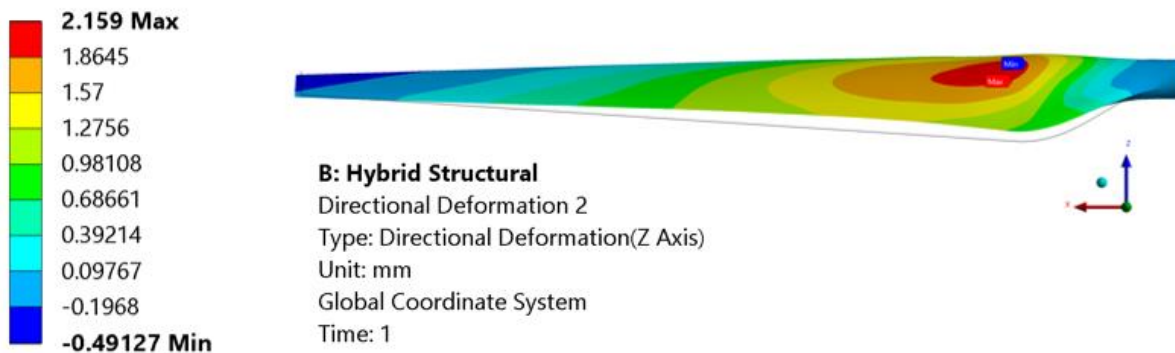 2.159 Max
1.8645
1.57
1.2756
0.98108
0.68661
0.39214
0.09767
-0.1968
-0.49127 Min
Min
Max
B: Hybrid Structural
Directional Deformation 2
Type: Directional Deformation(Z Axis)
Unit: mm
Global Coordinate System
Time: 1
Z
X